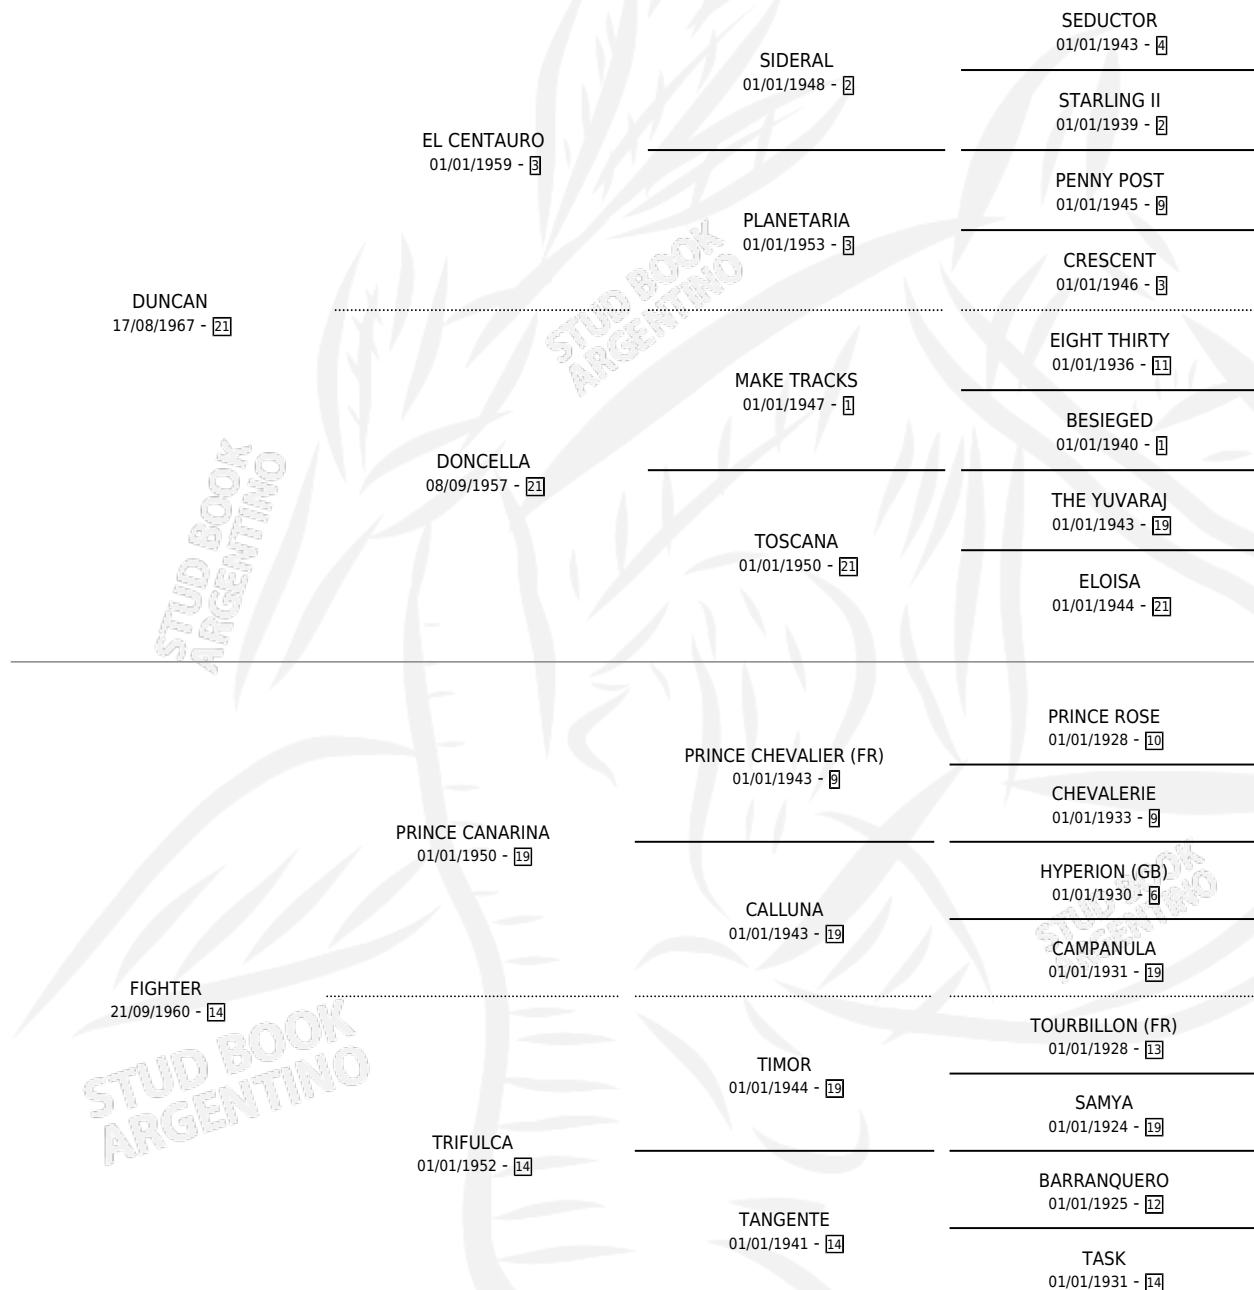 SEDUCTOR
01/01/1943 - 4
SIDERAL
01/01/1948 - 2
STARLING II
01/01/1939 - 2
EL CENTAURO
01/01/1959 - 3
PENNY POST
01/01/1945 - 9
PLANETARIA
01/01/1953 - 3
CRESCENT
01/01/1946 - 3
DUNCAN
17/08/1967 - 21
EIGHT THIRTY
01/01/1936 - 11
MAKE TRACKS
01/01/1947 - 1
BESIEGED
01/01/1940 - 1
DONCELLA
08/09/1957 - 21
THE YUVARAJ
01/01/1943 - 19
TOSCANA
01/01/1950 - 21
ELOISA
01/01/1944 - 21
STUD BOOK
ARGENTINO
STUD BOOK
ARGENTINO
PRINCE ROSE
01/01/1928 - 10
PRINCE CHEVALIER (FR)
01/01/1943 - 9
CHEVALERIE
01/01/1933 - 9
PRINCE CANARINA
01/01/1950 - 19
HYPERION (GB)
01/01/1930 - 6
CALLUNA
01/01/1943 - 19
CAMPANULA
01/01/1931 - 19
FIGHTER
21/09/1960 - 14
TOURBILLON (FR)
01/01/1928 - 13
TIMOR
01/01/1944 - 19
SAMYA
01/01/1924 - 19
TRIFULCA
01/01/1952 - 14
BARRANQUERO
01/01/1925 - 12
TANGENTE
01/01/1941 - 14
TASK
01/01/1931 - 14
STUD BOOK
ARGENTINO
STUD BOOK
ARGENTINO